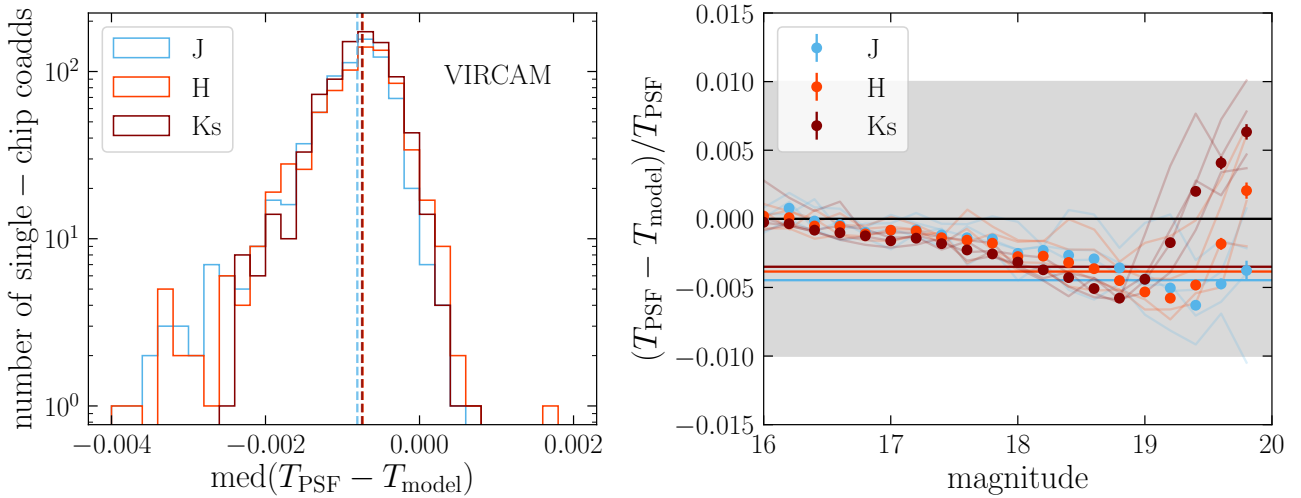 number of single − chip coadds
10²
10¹
10⁰
J
H
Ks
VIRCAM
−0.004
−0.002
0.000
0.002
med(T_PSF − T_model)
(T_PSF − T_model)/T_PSF
0.015
0.010
0.005
0.000
−0.005
−0.010
−0.015
J
H
Ks
16
17
18
19
20
magnitude